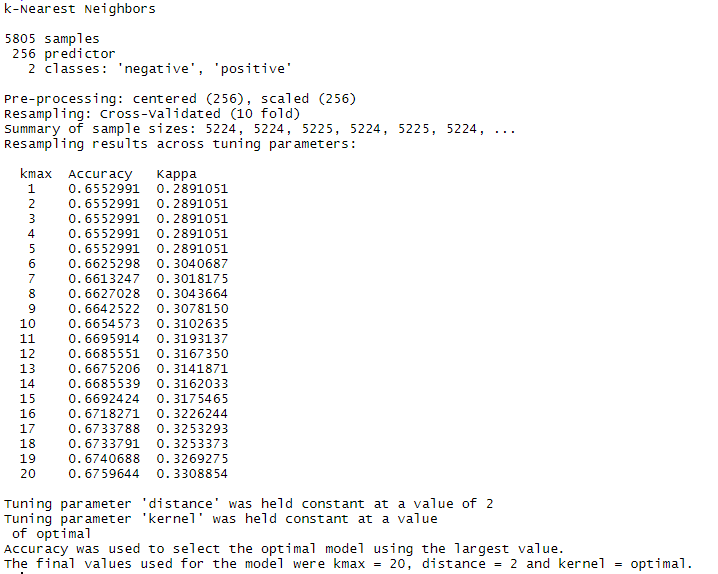 k-Nearest Neighbors
5805 samples
256 predictor
2 classes: 'negative', 'positive'
Pre-processing: centered (256), scaled (256)
Resampling: Cross-Validated (10 fold)
Summary of sample sizes: 5224, 5224, 5225, 5224, 5225, 5224, ...
Resampling results across tuning parameters:
kmax Accuracy Kappa
1 0.6552991 0.2891051
2 0.6552991 0.2891051
3 0.6552991 0.2891051
4 0.6552991 0.2891051
5 0.6552991 0.2891051
6 0.6625298 0.3040687
7 0.6613247 0.3018175
8 0.6627028 0.3043664
9 0.6642522 0.3078150
10 0.6654573 0.3102635
11 0.6695914 0.3193137
12 0.6685551 0.3167350
13 0.6675206 0.3141871
14 0.6685539 0.3162033
15 0.6692424 0.3175465
16 0.6718271 0.3226244
17 0.6733788 0.3253293
18 0.6733791 0.3253373
19 0.6740688 0.3269275
20 0.6759644 0.3308854
Tuning parameter 'distance' was held constant at a value of 2
Tuning parameter 'kernel' was held constant at a value
of optimal
Accuracy was used to select the optimal model using the largest value.
The final values used for the model were kmax = 20, distance = 2 and kernel = optimal.